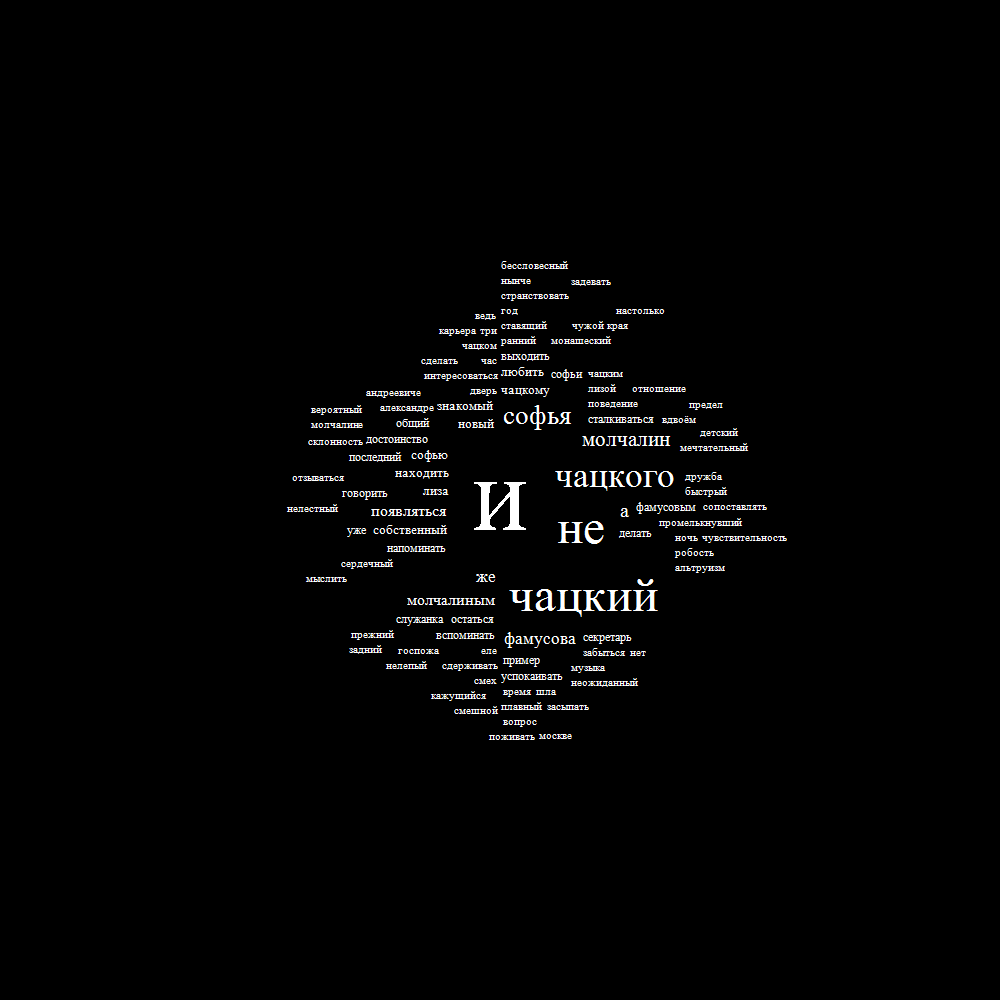 бессловесный
нынче задевать
странствовать
год настолько
ведь
ставящий чужой края
карьера три
ранний монашеский
чацком
выходить
сделать час
любить софьи чацким
интересоваться
дверь чацкому лизой отношение
андреевиче
поведение предел
вероятный александре знакомый
софья
сталкиваться вдвоём
молчалине общий новый
детский
склонность достоинство
молчалин
мечтательный
последний софью
находить
чацкого дружба
отзываться
говорить лиза
быстрый
и
нелестный появляться
а фамусовым сопоставлять
промелькнувший
не
уже собственный
делать
ночь чувствительность
напоминать
робость
сердечный
альтруизм
мыслить
же
чацкий
молчалиным
служанка остаться
прежний вспоминать
фамусова секретарь
задний госпожа еле
забыться нет
нелепый сдерживать
пример
музыка
смех
успокаивать
неожиданный
кажущийся
время шла
смешной
плавный засыпать
вопрос
поживать москве